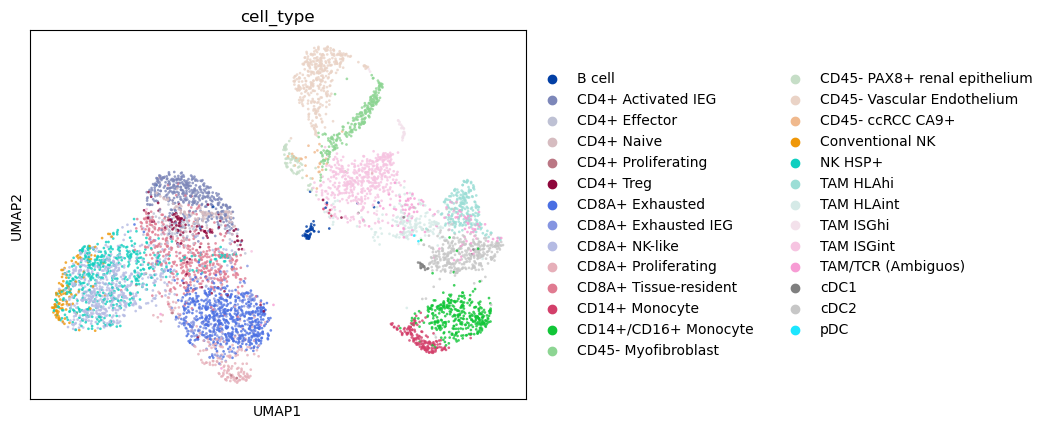 cell_type
UMAP2
UMAP1
B cell
CD4+ Activated IEG
CD4+ Effector
CD4+ Naive
CD4+ Proliferating
CD4+ Treg
CD8A+ Exhausted
CD8A+ Exhausted IEG
CD8A+ NK-like
CD8A+ Proliferating
CD8A+ Tissue-resident
CD14+ Monocyte
CD14+/CD16+ Monocyte
CD45- Myofibroblast
CD45- PAX8+ renal epithelium
CD45- Vascular Endothelium
CD45- ccRCC CA9+
Conventional NK
NK HSP+
TAM HLAhi
TAM HLAint
TAM ISGhi
TAM ISGint
TAM/TCR (Ambiguos)
cDC1
cDC2
pDC